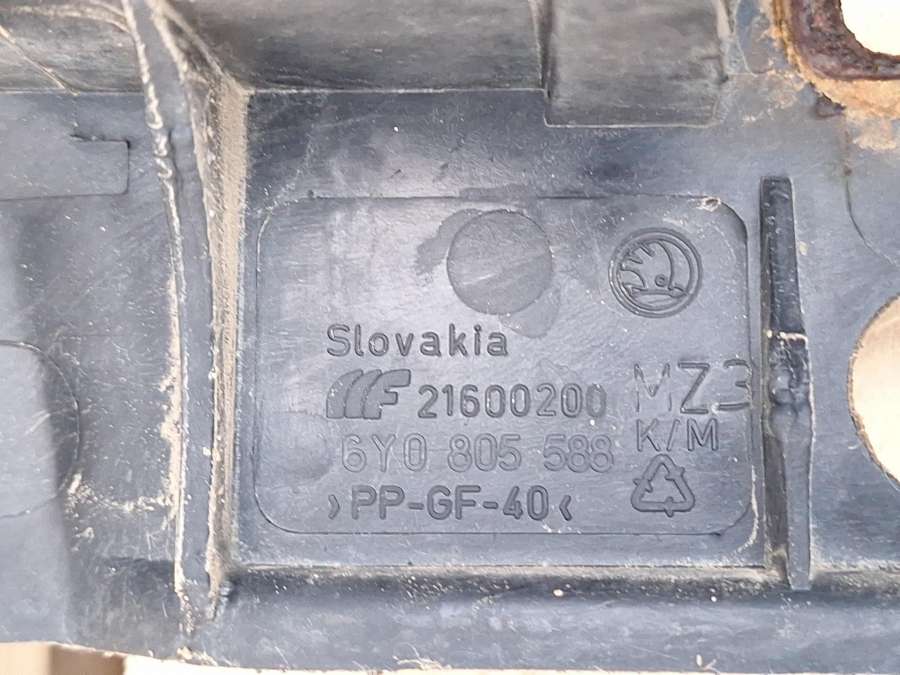 Slovakia
21600200 MZ3
6Y0 805 588 K/M
>PP-GF-40<